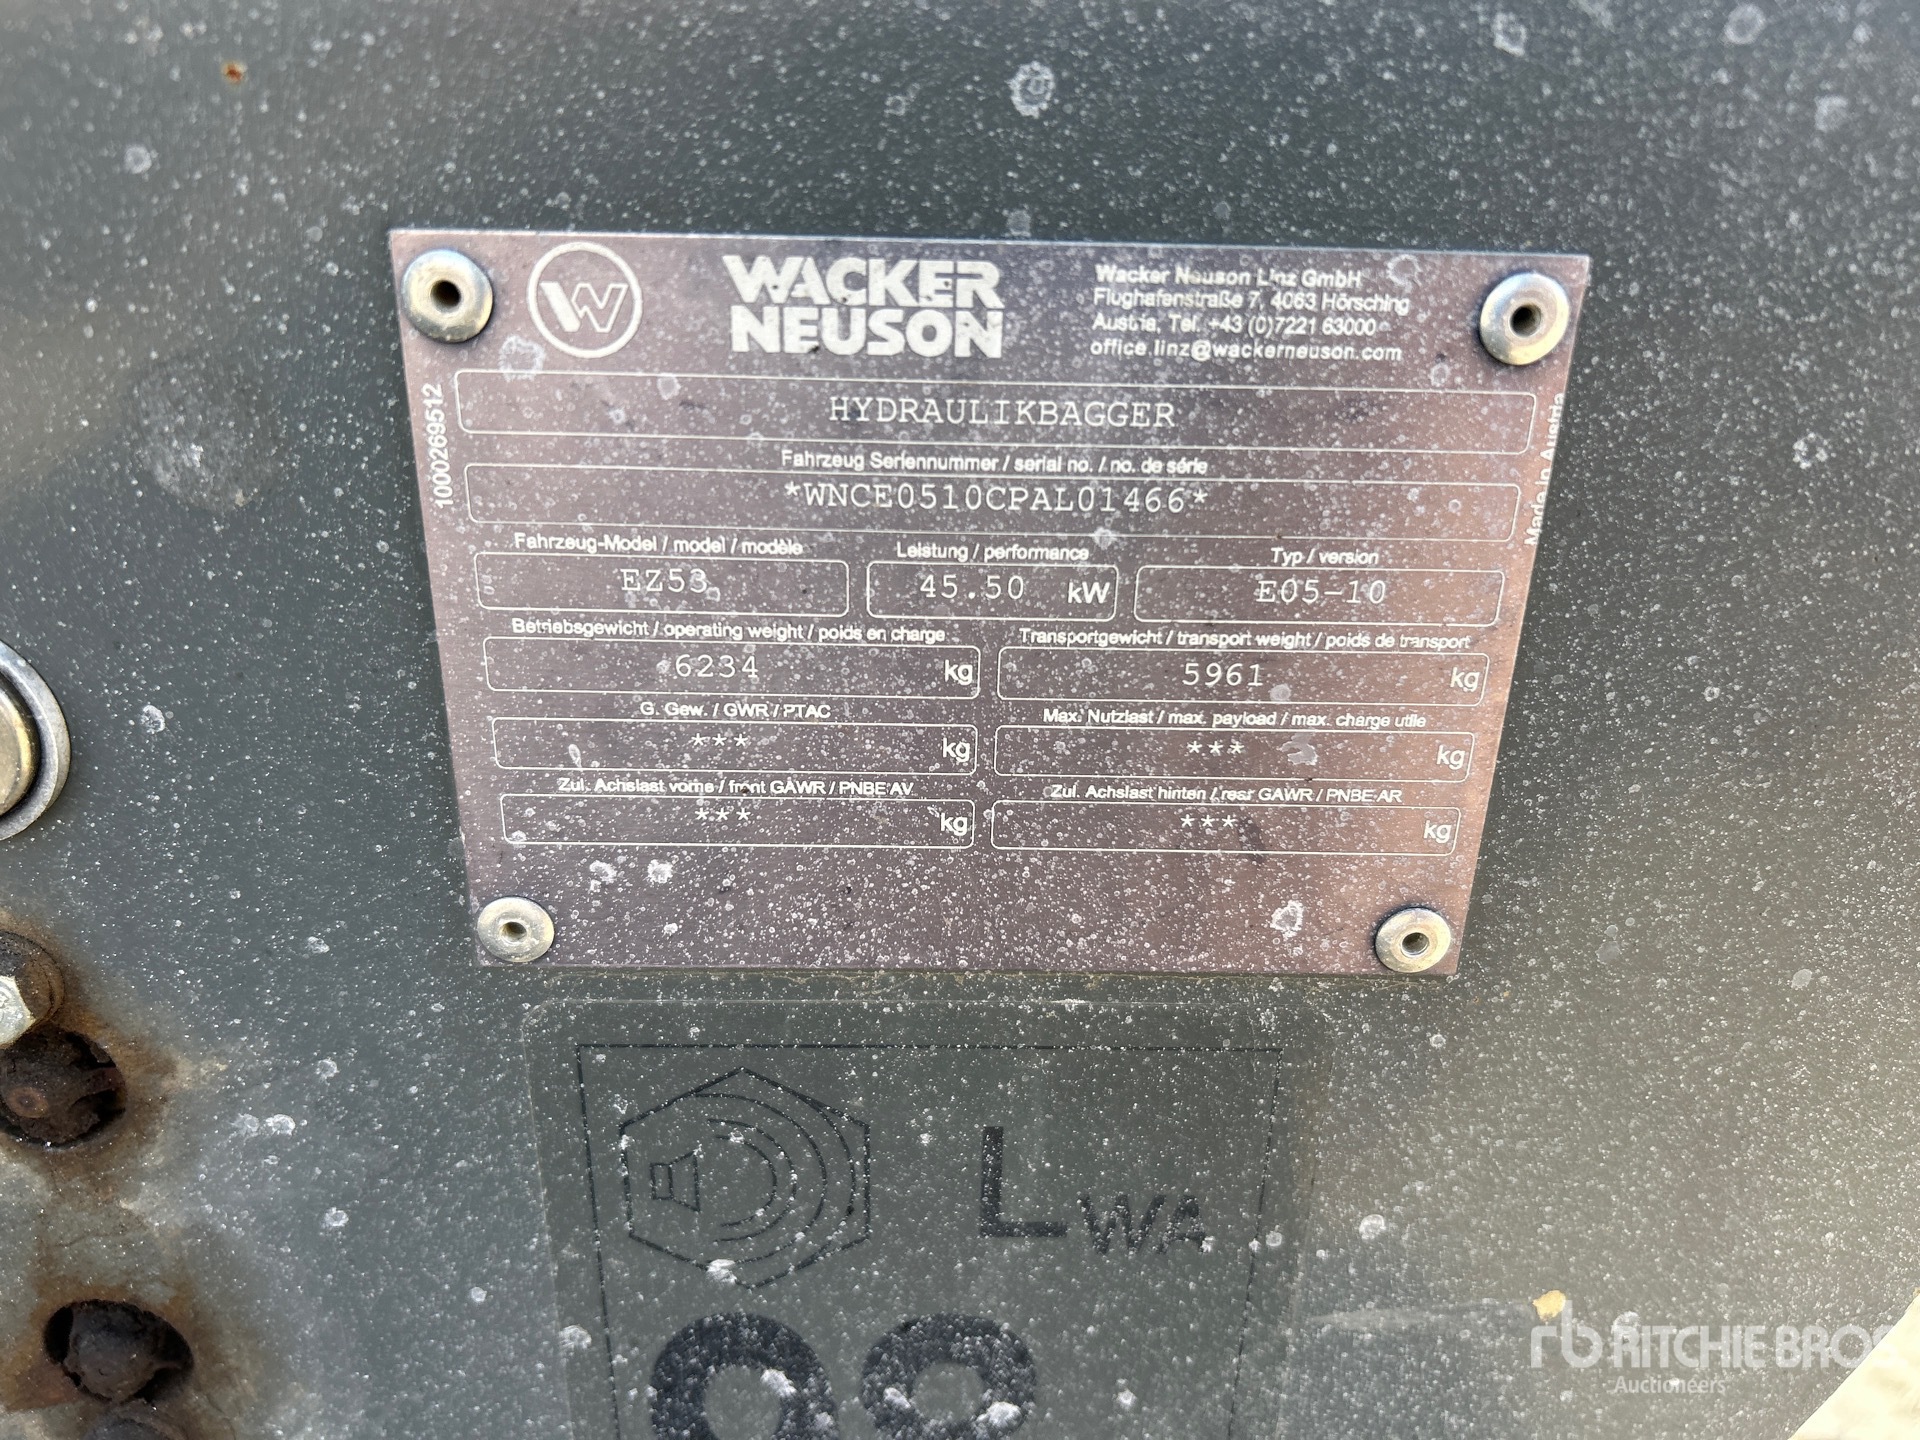 WACKER
NEUSON
Wacker Neuson Linz GmbH
Flughafenstraße 7, 4063 Hörsching
Austria, Tel. +43 (0)7221 63000
office.linz@wackerneuson.com
1000269512
HYDRAULIKBAGGER
Made in Austria
Fahrzeug Seriennummer / serial no. / no. de série
*WNCE0510CPAL01466*
Fahrzeug-Model / model / modèle
EZ53
Leistung / performance
45.50 kW
Typ / version
E05-10
Betriebsgewicht / operating weight / poids en charge
6234 kg
Transportgewicht / transport weight / poids de transport
5961 kg
G. Gew. / GWR / PTAC
*** kg
Max. Nutzlast / max. payload / max. charge utile
*** kg
Zul. Achslast vorne / front GAWR / PNBE AV
*** kg
Zul. Achslast hinten / rear GAWR / PNBE AR
*** kg
LWA
rb RITCHIE BROS
Auctioneers